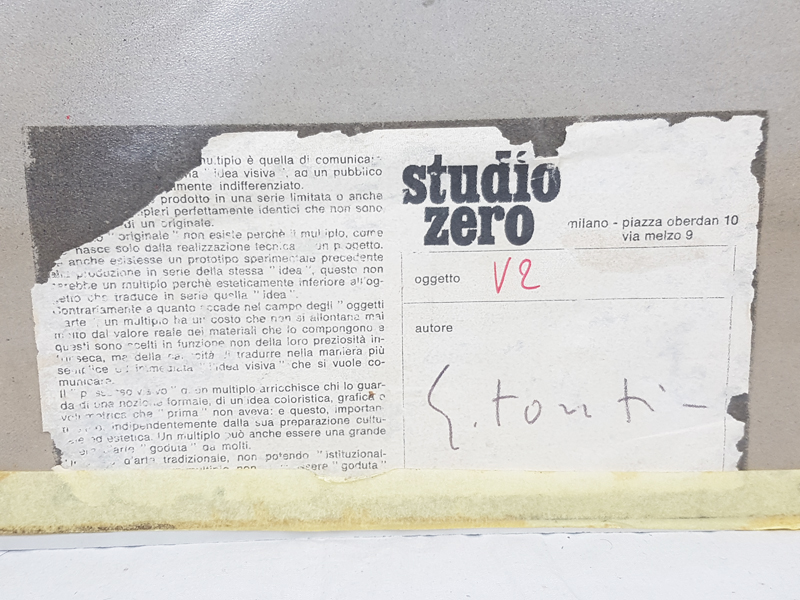 multiplo è quella di comunicare
"idea visiva", ad un pubblico
indifferenziato.
prodotto in una serie limitata o anche
perfettamente identici che non sono
di un originale.
"originale" non esiste perchè il multiplo, come
nasce solo dalla realizzazione tecnica un progetto.
anche esistesse un prototipo sperimentale precedente
produzione in serie della stessa "idea", questo non
un multiplo perchè esteticamente inferiore all'og-
che traduce in serie quella "idea".
Contrariamente a quanto accade nel campo degli "oggetti
un multiplo ha un costo che non si allontana mai
dal valore reale dei materiali che lo compongono e
questi sono scelti in funzione non della loro preziosità in-
ma della capacità di tradurre nella maniera più
"idea visiva" che si vuole co-
municare.
Il un multiplo arricchisce chi lo guar-
da di una nozione formale, di un idea coloristica, grafica o
che "prima" non aveva: e questo, importan-
indipendentemente dalla sua preparazione cultu-
ed estetica. Un multiplo può anche essere una grande
"goduta" da molti.
d'arte tradizionale, non potendo "istituzional-
"goduta"
studio
zero
milano - piazza oberdan 10
via melzo 9
oggetto V2
autore